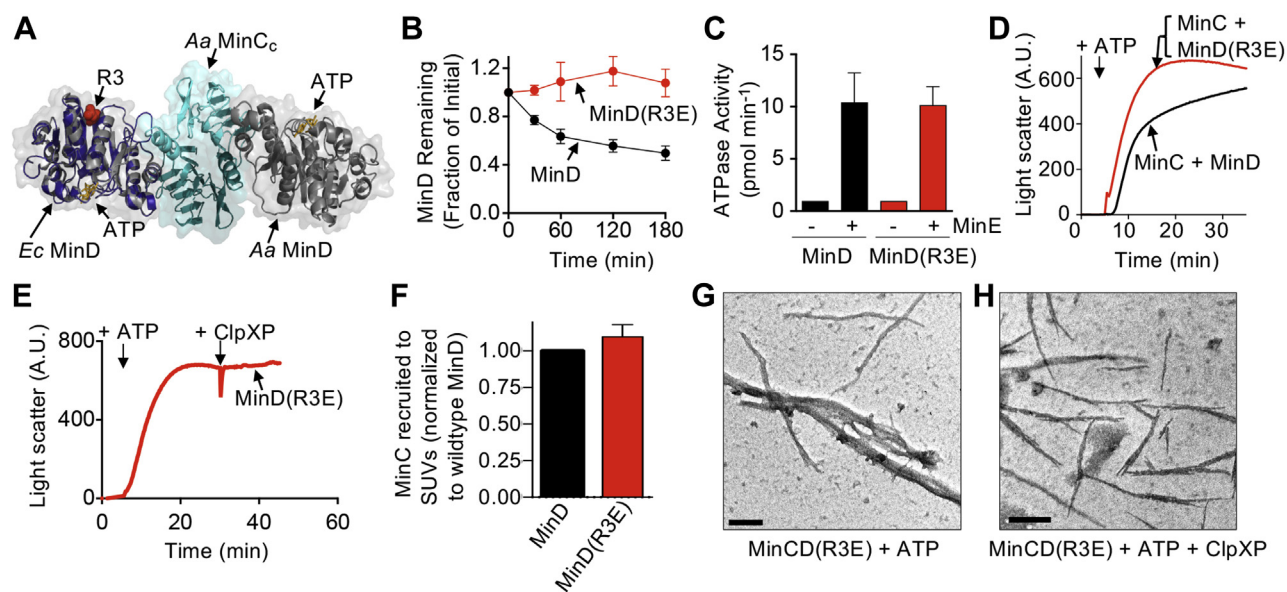 A
Aa MinCc
R3
ATP
ATP
Ec MinD
Aa MinD
B
MinD Remaining
(Fraction of Initial)
1.2
0.8
0.4
0.0
MinD(R3E)
MinD
0 60 120 180
Time (min)
C
ATPase Activity
(pmol min-1)
15
10
5
0
- + - + MinE
MinD MinD(R3E)
D
Light scatter (A.U.)
+ ATP
MinC +
MinD(R3E)
600
400
200
0
MinC + MinD
10 20 30
Time (min)
E
Light scatter (A.U.)
+ ATP + ClpXP
800
400
0
MinD(R3E)
0 20 40 60
Time (min)
F
MinC recruited to
SUVs (normalized
to wildtype MinD)
1.00
0.75
0.50
0.25
0.00
MinD
MinD(R3E)
G
MinCD(R3E) + ATP
H
MinCD(R3E) + ATP + ClpXP